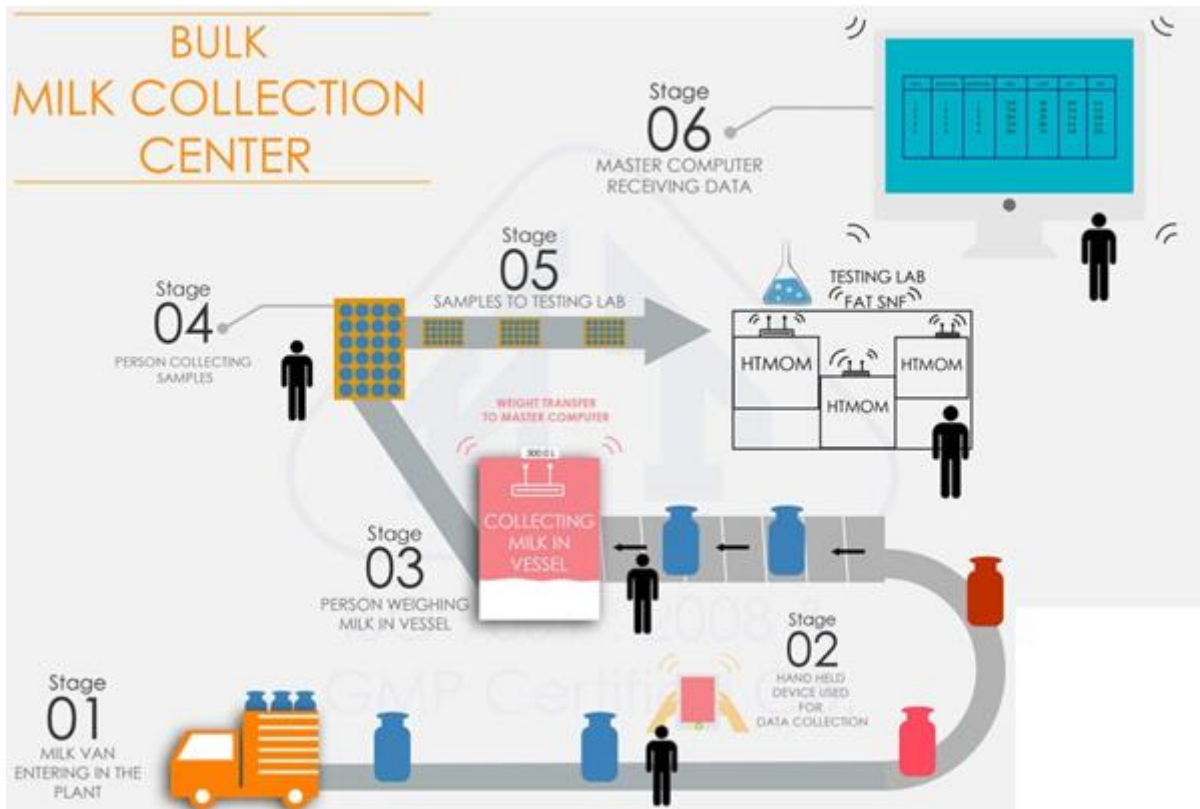 BULK
MILK COLLECTION
CENTER
Stage
06
MASTER COMPUTER
RECEIVING DATA
Stage
05
SAMPLES TO TESTING LAB
TESTING LAB
FAT SNF
HTMOM
HTMOM
HTMOM
Stage
04
PERSON COLLECTING
SAMPLES
WEIGHT TRANSFER
TO MASTER COMPUTER
COLLECTING
MILK IN
VESSEL
Stage
03
PERSON WEIGHING
MILK IN VESSEL
Stage
02
HAND HELD
DEVICE USED
FOR
DATA COLLECTION
2008
GMP Certified
Stage
01
MILK VAN
ENTERING IN THE
PLANT